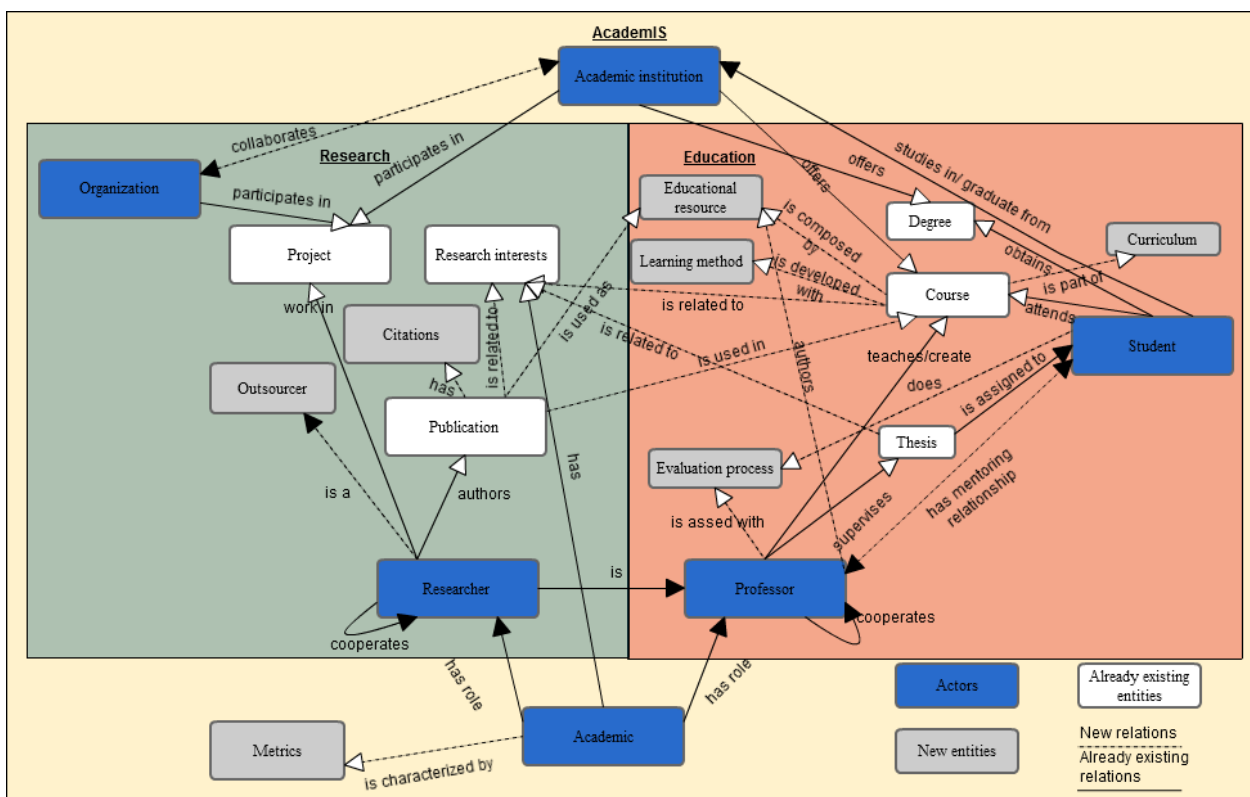 AcademIS
Academic institution
collaborates
participates in
offers
offers
studies in/ graduate from
Research
Education
Organization
participates in
Educational
resource
Degree
Curriculum
is composed
by
obtains
Project
Research interests
Learning method
is developed
with
Course
is part of
attends
work in
is related to
is used as
is related to
is related to
Citations
has
is used in
authors
teaches/create
does
is assigned to
Student
Outsourcer
Publication
Thesis
has
Evaluation process
is a
authors
is assed with
supervises
has mentoring
relationship
Researcher
is
Professor
cooperates
cooperates
has role
has role
Metrics
is characterized by
Academic
Actors
Already existing
entities
New entities
New relations
Already existing
relations